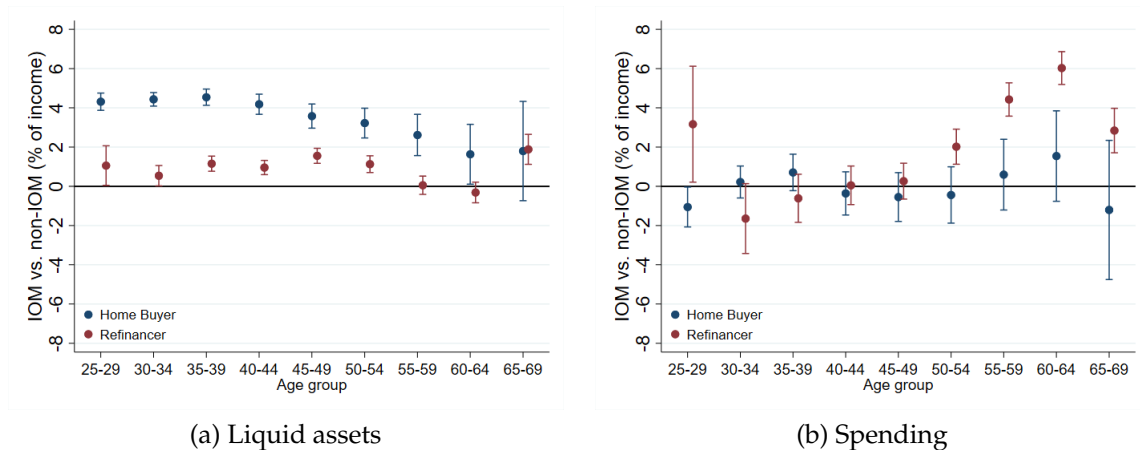 IOM vs. non-IOM (% of income)
8
6
4
2
0
-2
-4
-6
-8
Home Buyer
Refinancer
25-29 30-34 35-39 40-44 45-49 50-54 55-59 60-64 65-69
Age group
(a) Liquid assets
IOM vs. non-IOM (% of income)
8
6
4
2
0
-2
-4
-6
-8
Home Buyer
Refinancer
25-29 30-34 35-39 40-44 45-49 50-54 55-59 60-64 65-69
Age group
(b) Spending